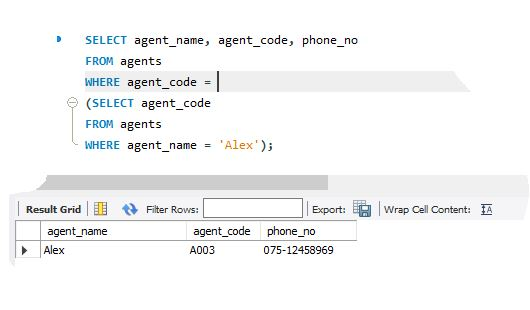 SELECT agent_name, agent_code, phone_no
FROM agents
WHERE agent_code =
(SELECT agent_code
FROM agents
WHERE agent_name = 'Alex');
Result Grid Filter Rows: Export: Wrap Cell Content: IA
agent_name agent_code phone_no
Alex A003 075-12458969